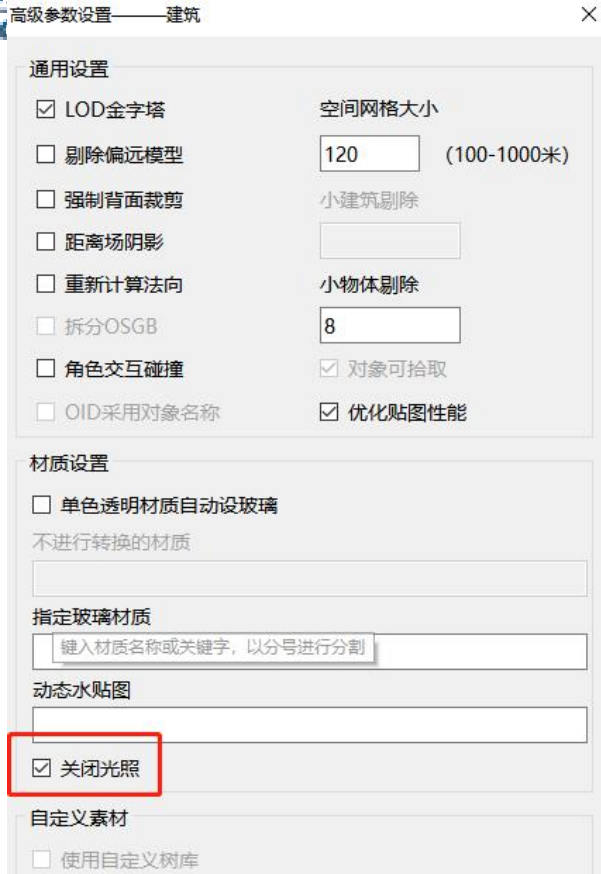 高级参数设置———建筑
通用设置
LOD金字塔 空间网格大小
剔除偏远模型 120 (100-1000米)
强制背面裁剪 小建筑剔除
距离场阴影
重新计算法向 小物体剔除
拆分OSGB 8
角色交互碰撞 对象可拾取
OID采用对象名称 优化贴图性能
材质设置
单色透明材质自动设玻璃
不进行转换的材质
指定玻璃材质
键入材质名称或关键字，以分号进行分割
动态水贴图
关闭光照
自定义素材
使用自定义树库